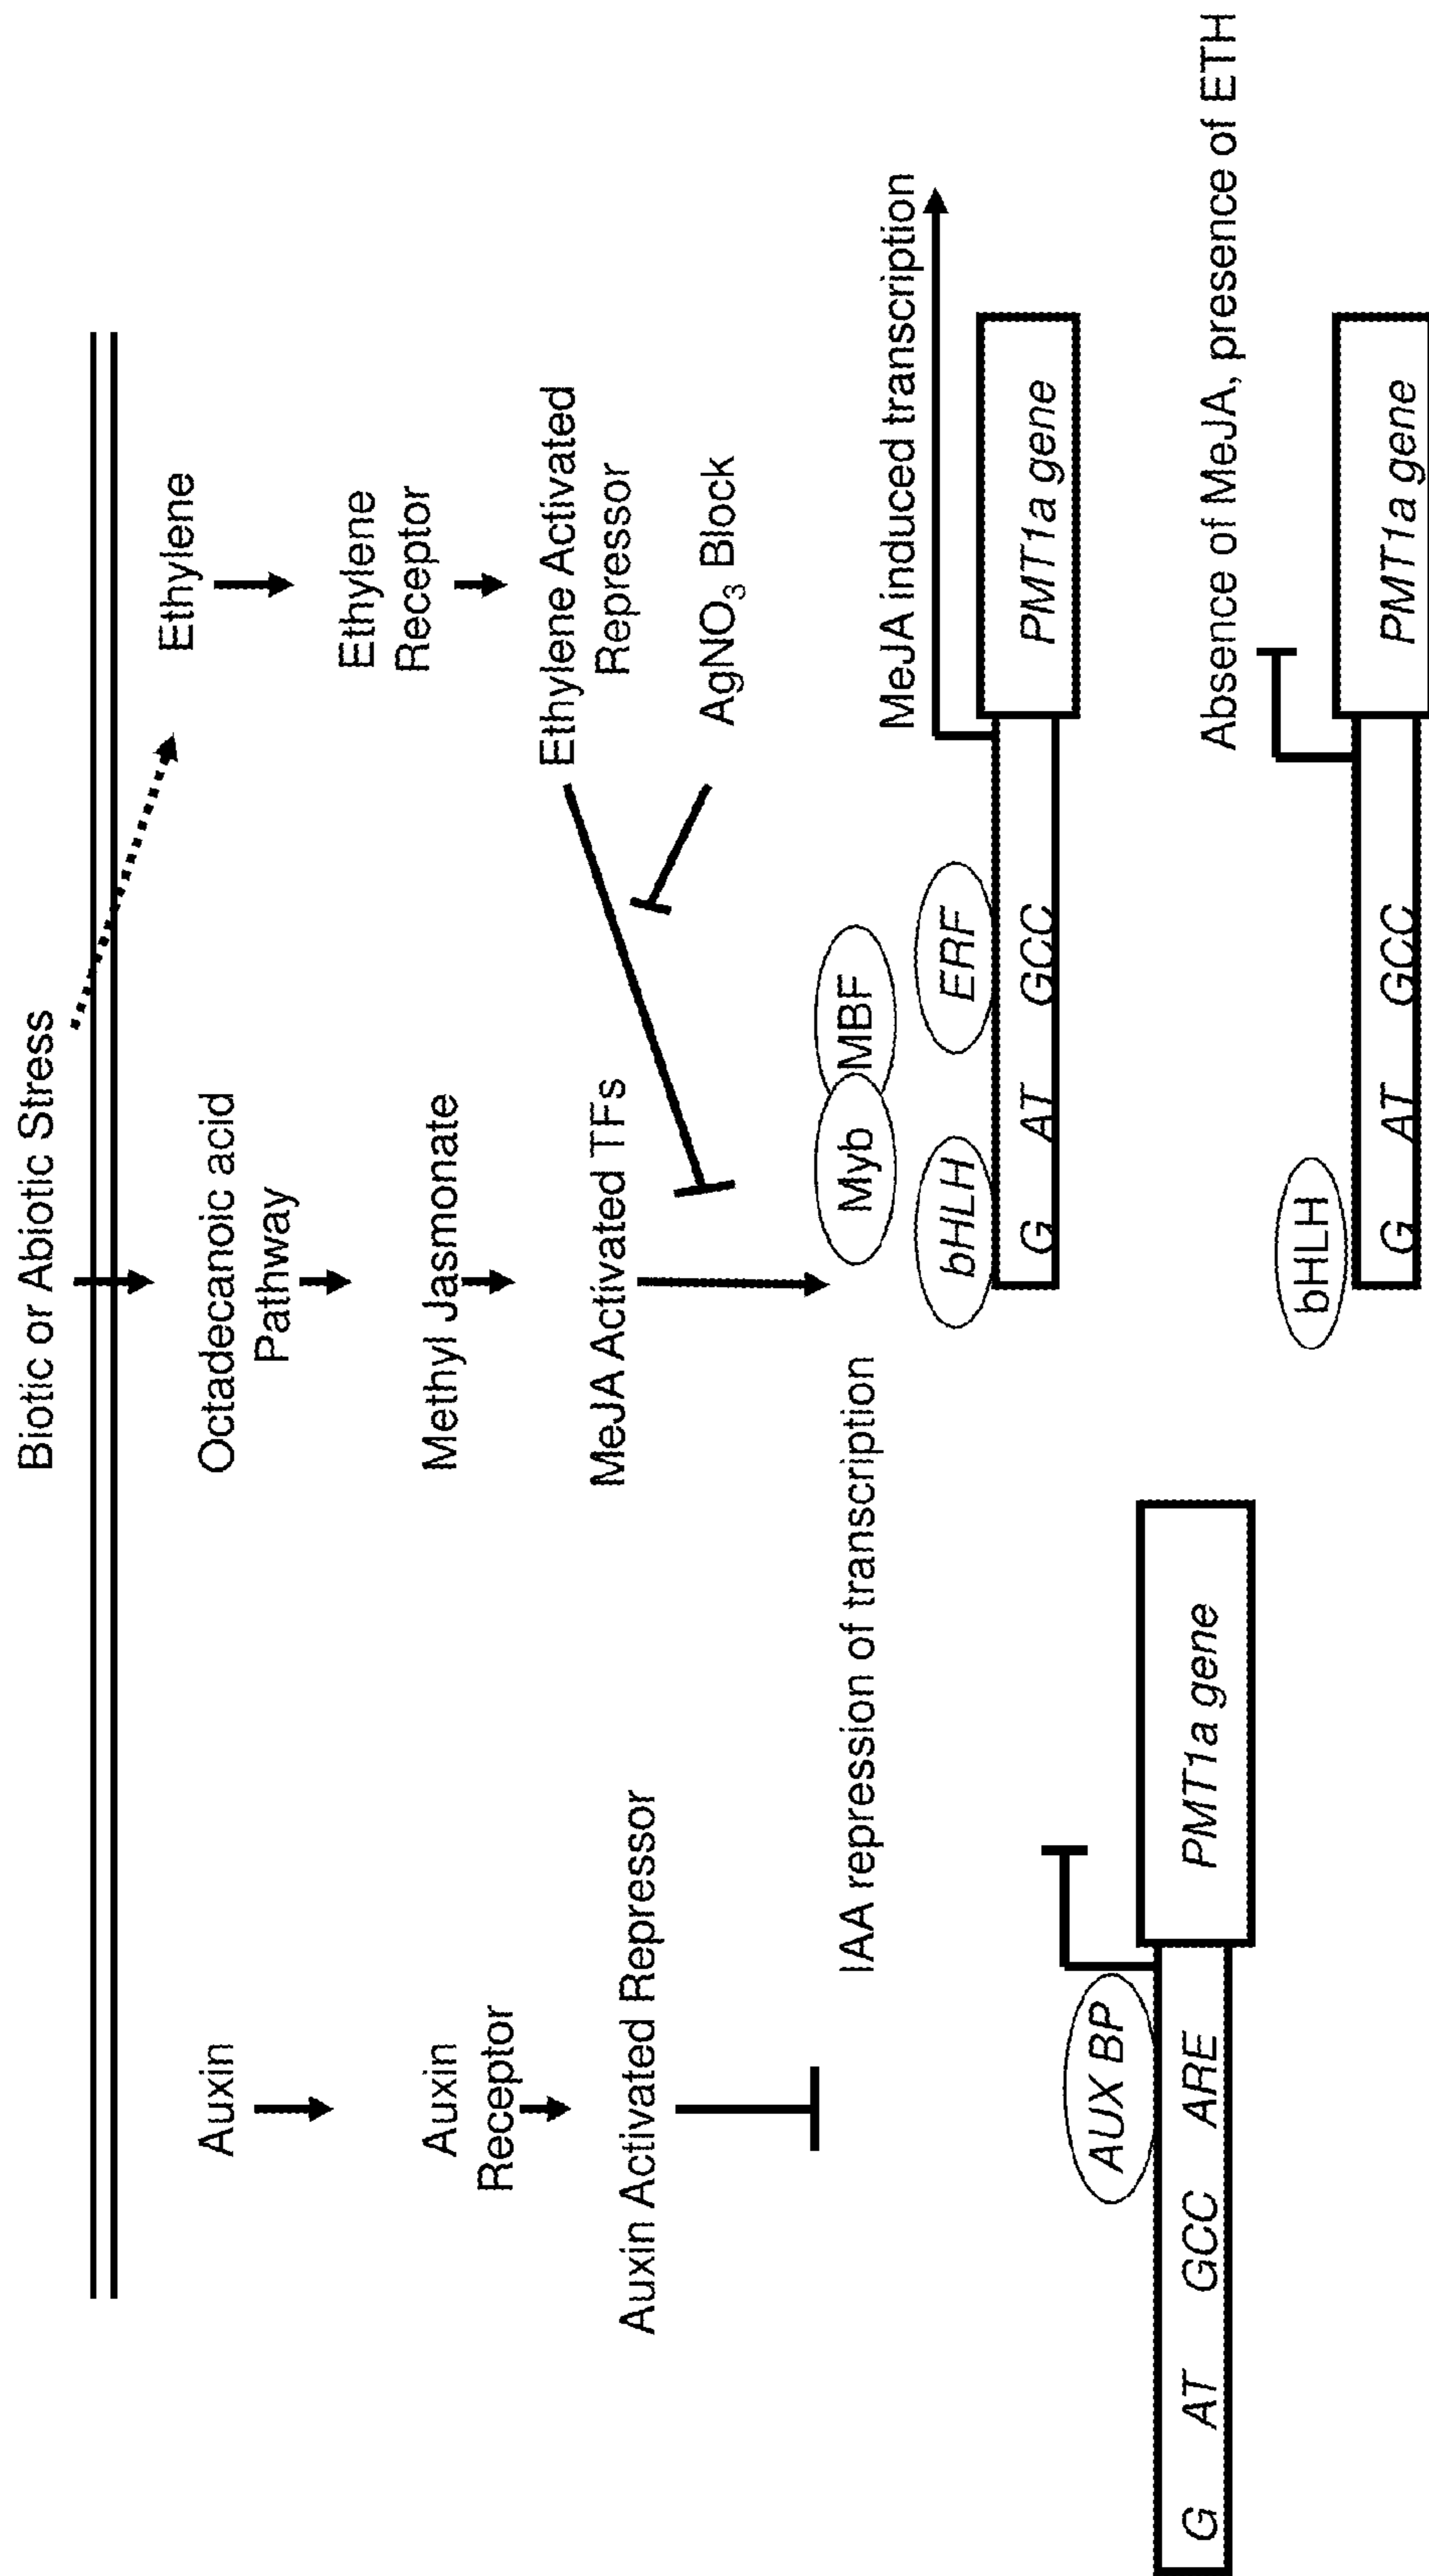 Biotic or Abiotic Stress
Auxin
Octadecanoic acid
Pathway
Ethylene
Auxin
Receptor
Methyl Jasmonate
Ethylene
Receptor
Auxin Activated Repressor
MeJA Activated TFs
Ethylene Activated
Repressor
AgNO₃ Block
IAA repression of transcription
Myb
MBF
MeJA induced transcription
bHLH
ERF
G AT GCC
PMT1a gene
AUX BP
G AT GCC ARE
PMT1a gene
Absence of MeJA, presence of ETH
bHLH
G AT GCC
PMT1a gene